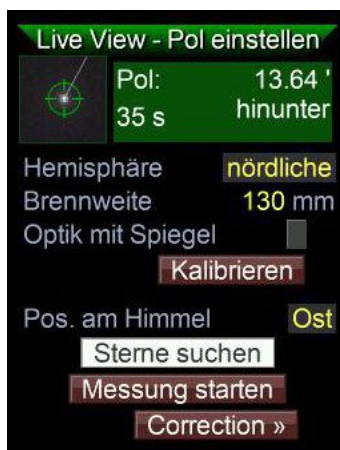 Live View - Pol einstellen
Pol: 13.64 '
35 s hinunter
Hemisphäre nördliche
Brennweite 130 mm
Optik mit Spiegel
Kalibrieren
Pos. am Himmel Ost
Sterne suchen
Messung starten
Correction »